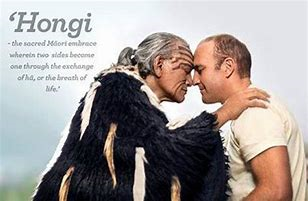 'Hongi
- the sacred Māori embrace
wherein two sides become
one through the exchange
of hā, or the breath of
life.'